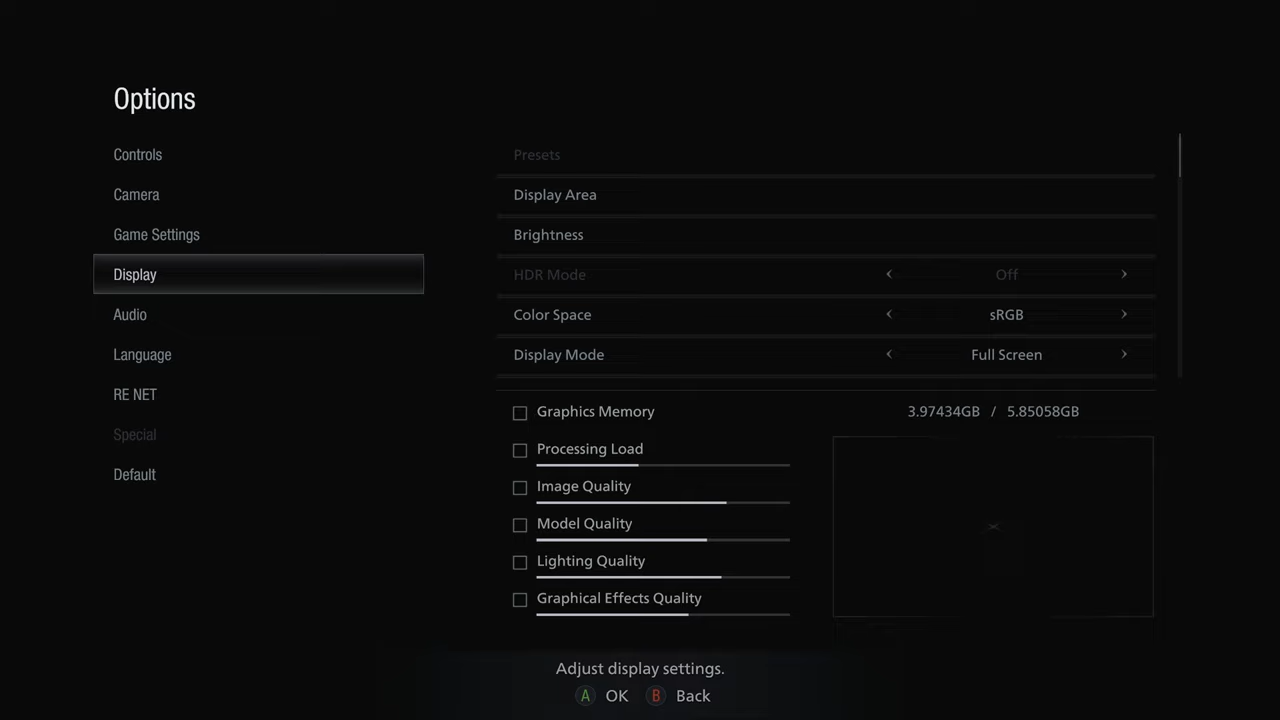 Options
Controls
Camera
Game Settings
Display
Audio
Language
RE NET
Special
Default
Presets
Display Area
Brightness
HDR Mode Off
Color Space sRGB
Display Mode Full Screen
Graphics Memory 3.97434GB / 5.85058GB
Processing Load
Image Quality
Model Quality
Lighting Quality
Graphical Effects Quality
Adjust display settings.
A OK B Back